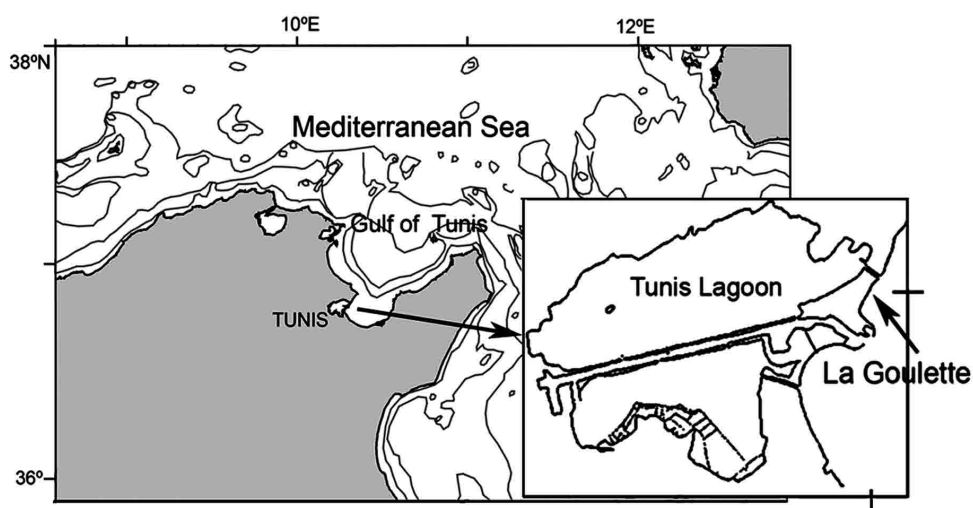 10ºE
12ºE
38ºN
Mediterranean Sea
Gulf of Tunis
TUNIS
Tunis Lagoon
La Goulette
36º